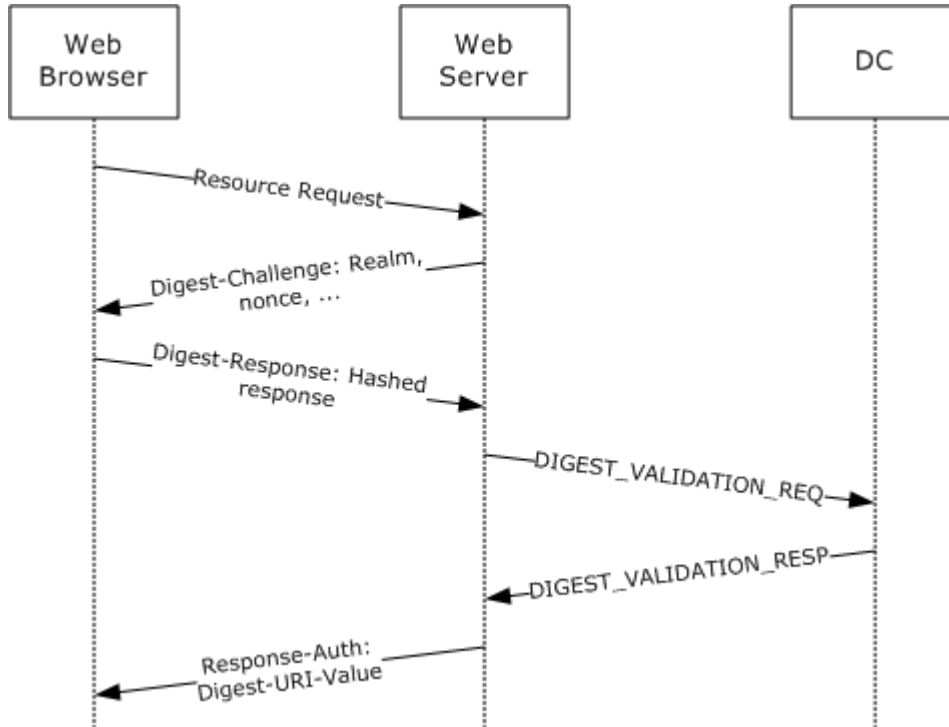 Web
Browser
Web
Server
DC
Resource Request
Digest-Challenge: Realm,
nonce, ...
Digest-Response: Hashed
response
DIGEST_VALIDATION_REQ
DIGEST_VALIDATION_RESP
Response-Auth:
Digest-URI-Value